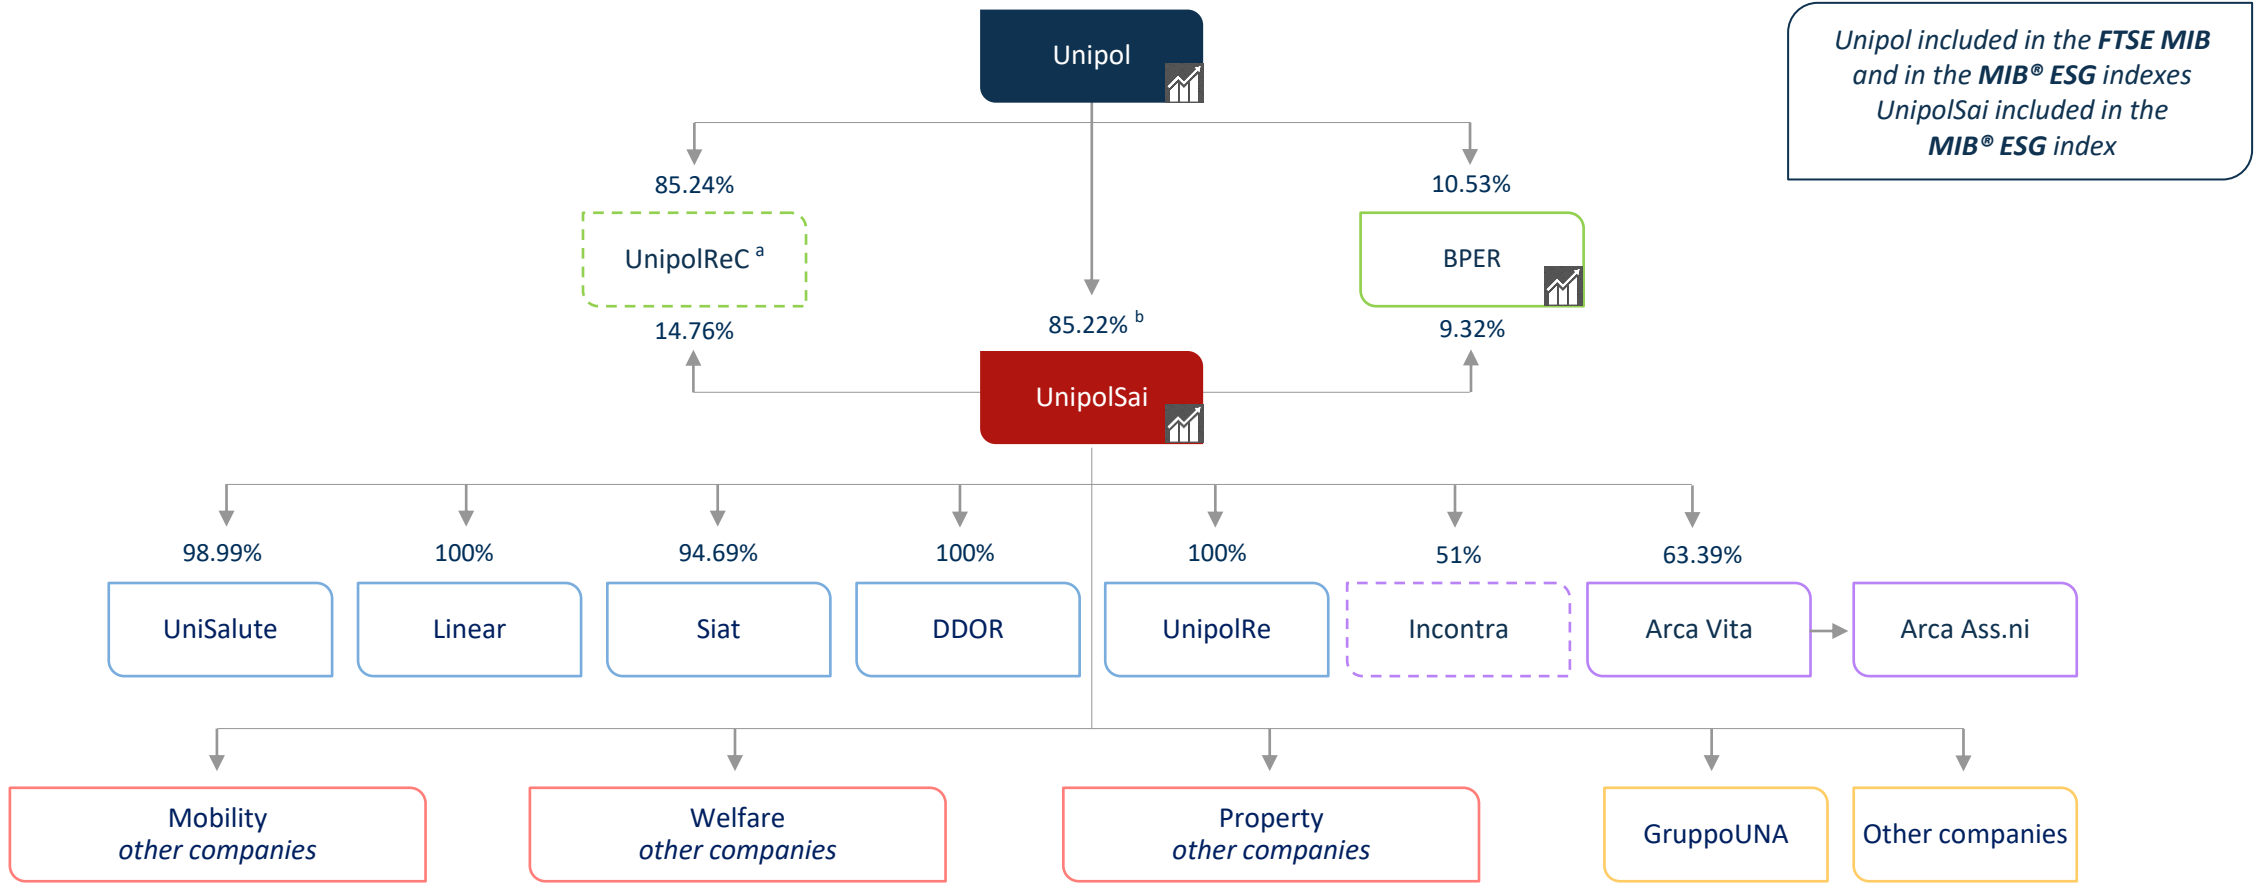 Unipol
Unipol included in the FTSE MIB
and in the MIB® ESG indexes
UnipolSai included in the
MIB® ESG index
85.24%
10.53%
UnipolReC a
BPER
14.76%
85.22% b
9.32%
UnipolSai
98.99%
100%
94.69%
100%
100%
51%
63.39%
UniSalute
Linear
Siat
DDOR
UnipolRe
Incontra
Arca Vita
Arca Ass.ni
Mobility
other companies
Welfare
other companies
Property
other companies
GruppoUNA
Other companies